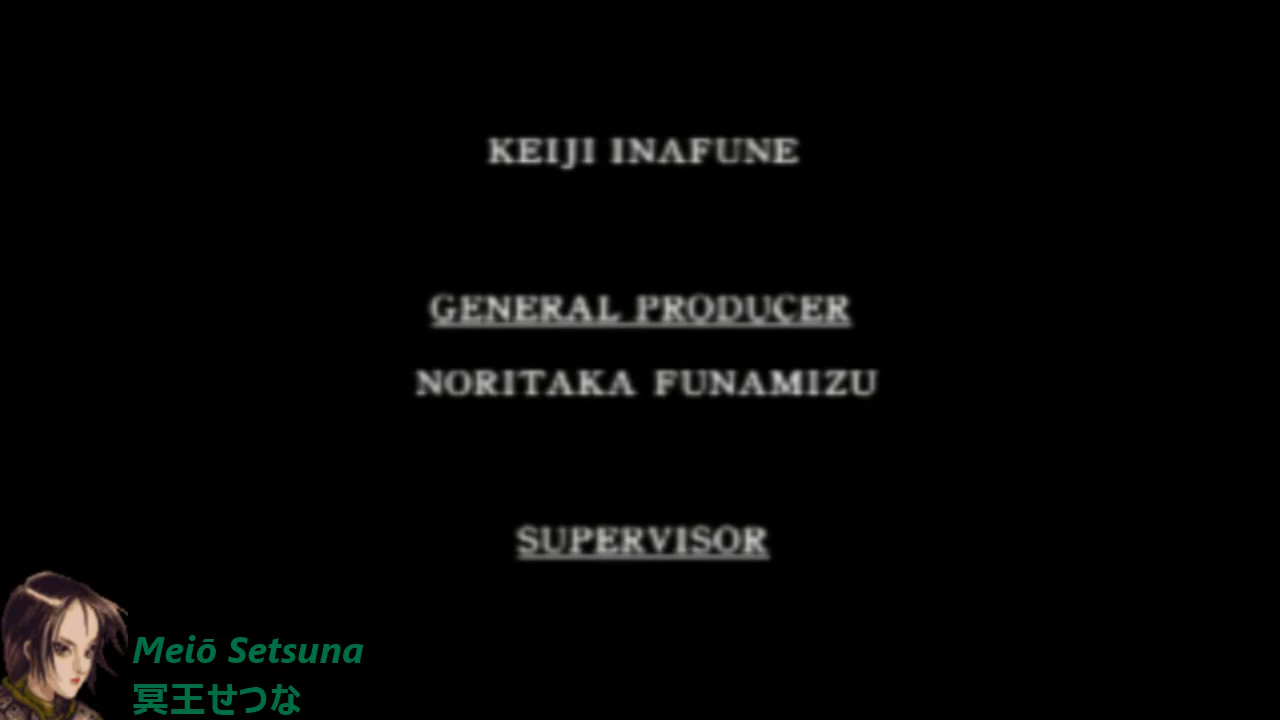 KEIJI INAFUNE
GENERAL PRODUCER
NORITAKA FUNAMIZU
SUPERVISOR
Meiō Setsuna
冥王せつな